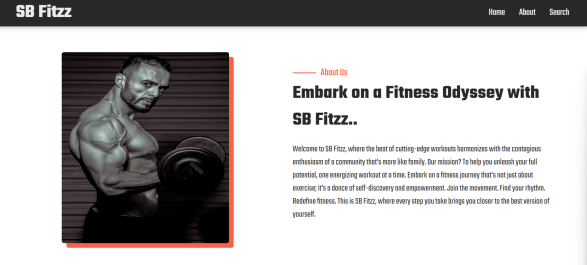 SB Fitzz
Home About Search
About Us
Embark on a Fitness Odyssey with
SB Fitzz..
Welcome to SB Fitzz, where the beat of cutting-edge workouts harmonizes with the contagious
enthusiasm of a community that's more like family. Our mission? To help you unleash your full
potential, one energizing workout at a time. Embark on a fitness journey that's not just about
exercise; it's a dance of self-discovery and empowerment. Join the movement. Find your rhythm.
Redefine fitness. This is SB Fitzz, where every step you take brings you closer to the best version of
yourself.